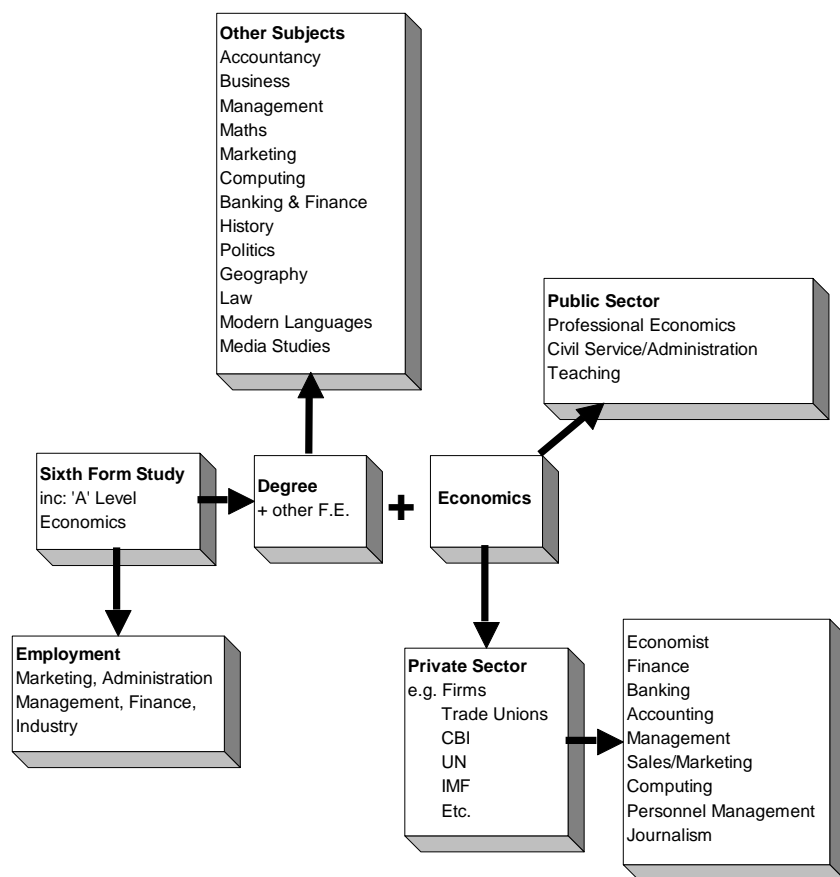 Other Subjects
Accountancy
Business
Management
Maths
Marketing
Computing
Banking & Finance
History
Politics
Geography
Law
Modern Languages
Media Studies
Public Sector
Professional Economics
Civil Service/Administration
Teaching
Sixth Form Study
inc: 'A' Level
Economics
Degree
+ other F.E.
+
Economics
Employment
Marketing, Administration
Management, Finance,
Industry
Private Sector
e.g. Firms
Trade Unions
CBI
UN
IMF
Etc.
Economist
Finance
Banking
Accounting
Management
Sales/Marketing
Computing
Personnel Management
Journalism